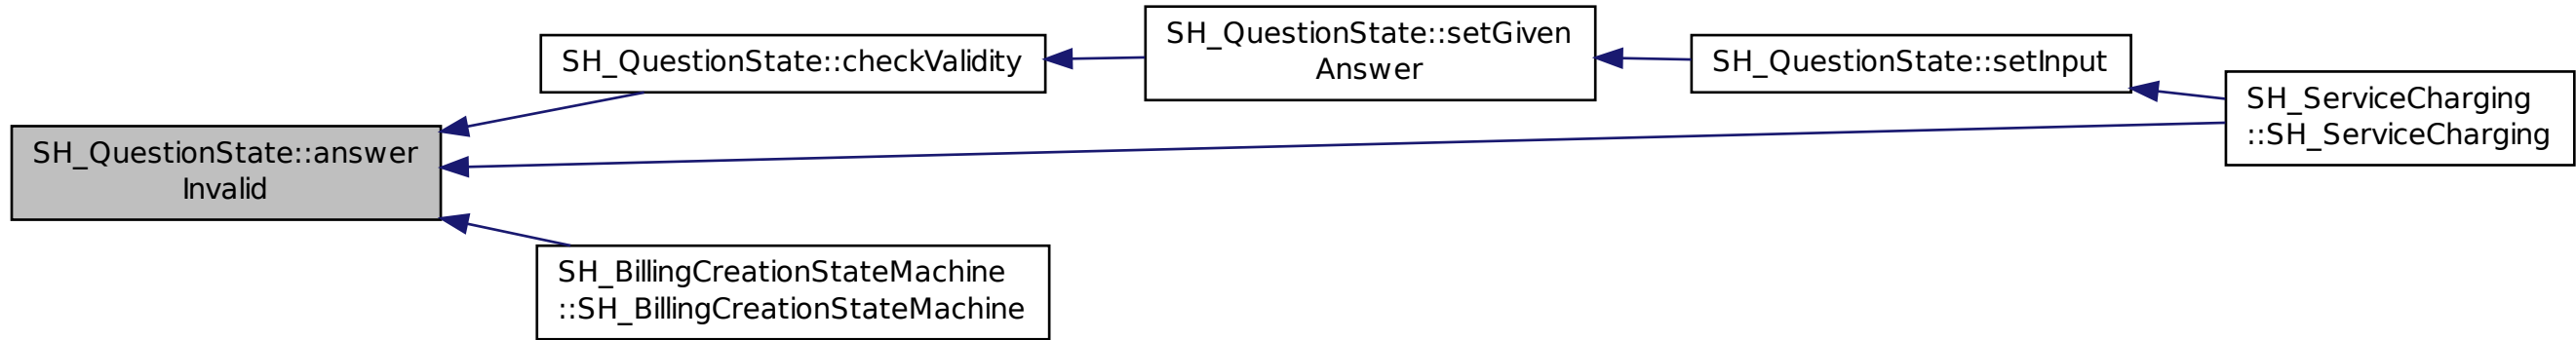 SH_QuestionState::answer
Invalid
SH_QuestionState::checkValidity
SH_QuestionState::setGiven
Answer
SH_QuestionState::setInput
SH_ServiceCharging
::SH_ServiceCharging
SH_BillingCreationStateMachine
::SH_BillingCreationStateMachine